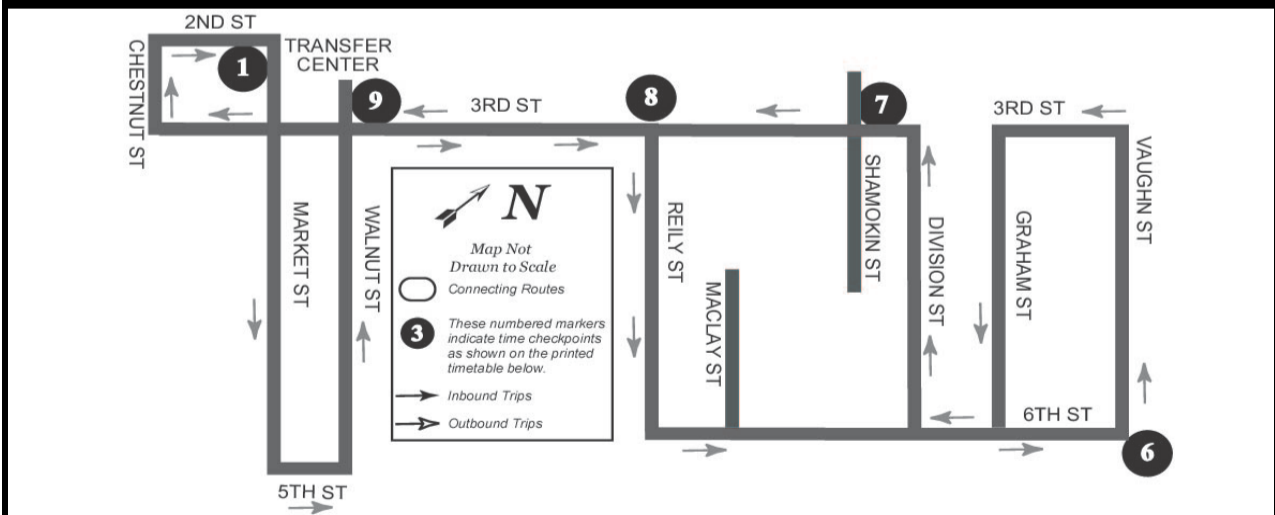 2ND ST
CHESTNUT ST
1
TRANSFER
CENTER
9
3RD ST
8
7
3RD ST
VAUGHN ST
MARKET ST
WALNUT ST
N
Map Not
Drawn to Scale
Connecting Routes
3
These numbered markers
indicate time checkpoints
as shown on the printed
timetable below.
Inbound Trips
Outbound Trips
REILY ST
MACLAY ST
SHAMOKIN ST
DIVISION ST
GRAHAM ST
6TH ST
6
5TH ST